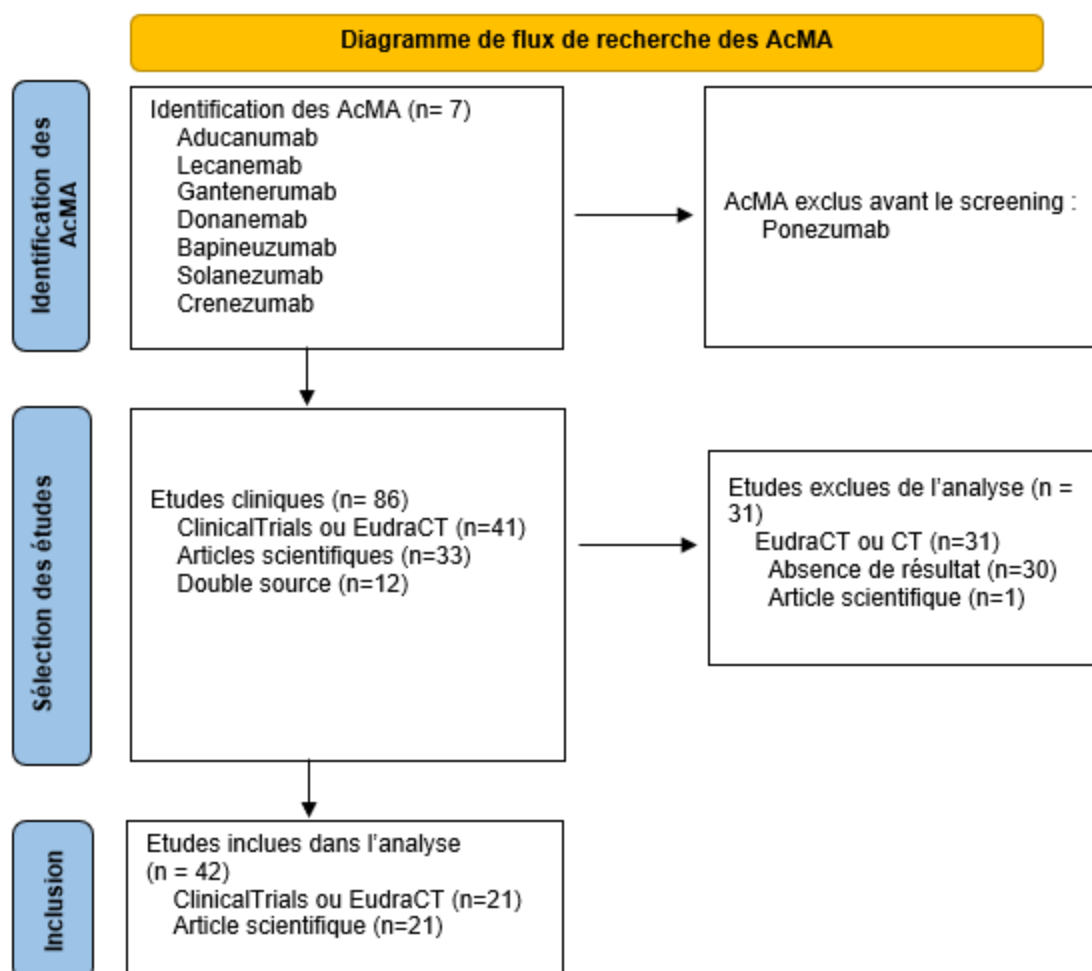 Diagramme de flux de recherche des AcMA
Identification des
AcMA
Identification des AcMA (n= 7)
Aducanumab
Lecanemab
Gantenerumab
Donanemab
Bapineuzumab
Solanezumab
Crenezumab
AcMA exclus avant le screening :
Ponezumab
Sélection des études
Etudes cliniques (n= 86)
ClinicalTrials ou EudraCT (n=41)
Articles scientifiques (n=33)
Double source (n=12)
Etudes exclues de l'analyse (n =
31)
EudraCT ou CT (n=31)
Absence de résultat (n=30)
Article scientifique (n=1)
Inclusion
Etudes inclues dans l'analyse
(n = 42)
ClinicalTrials ou EudraCT (n=21)
Article scientifique (n=21)